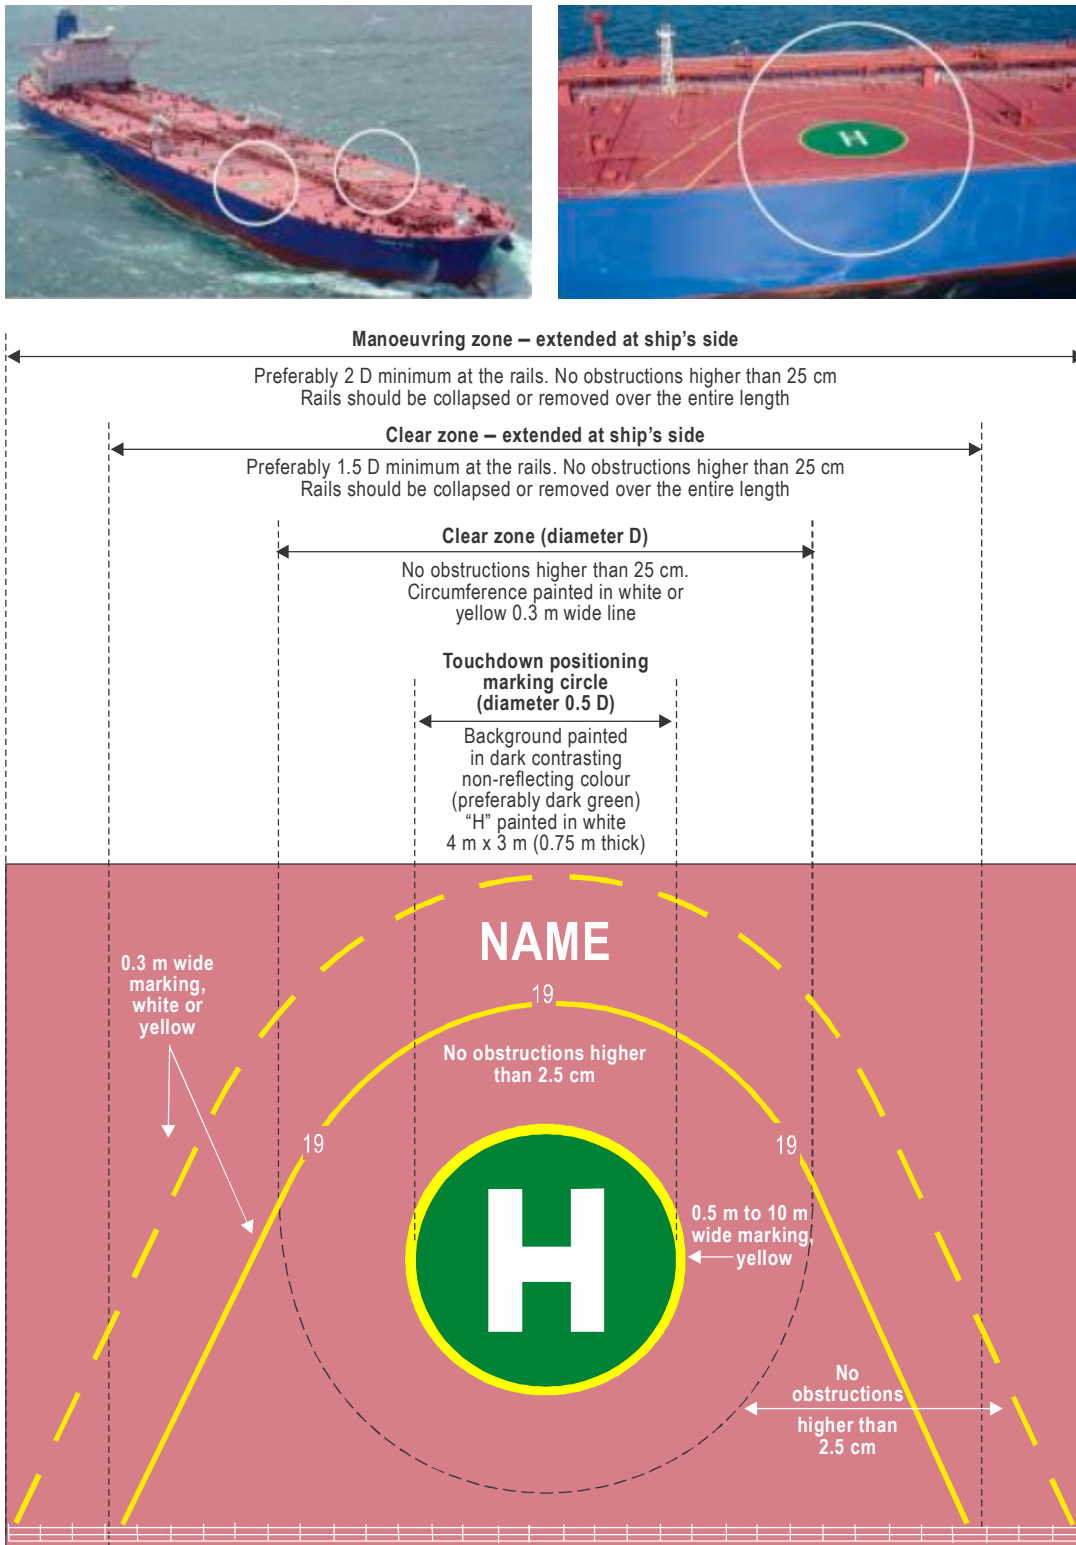 H
Manoeuvring zone – extended at ship's side
Preferably 2 D minimum at the rails. No obstructions higher than 25 cm
Rails should be collapsed or removed over the entire length
Clear zone – extended at ship's side
Preferably 1.5 D minimum at the rails. No obstructions higher than 25 cm
Rails should be collapsed or removed over the entire length
Clear zone (diameter D)
No obstructions higher than 25 cm.
Circumference painted in white or
yellow 0.3 m wide line
Touchdown positioning
marking circle
(diameter 0.5 D)
Background painted
in dark contrasting
non-reflecting colour
(preferably dark green)
“H” painted in white
4 m x 3 m (0.75 m thick)
NAME
0.3 m wide
marking,
white or
yellow
19
No obstructions higher
than 2.5 cm
19
19
H
0.5 m to 10 m
wide marking,
yellow
No
obstructions
higher than
2.5 cm